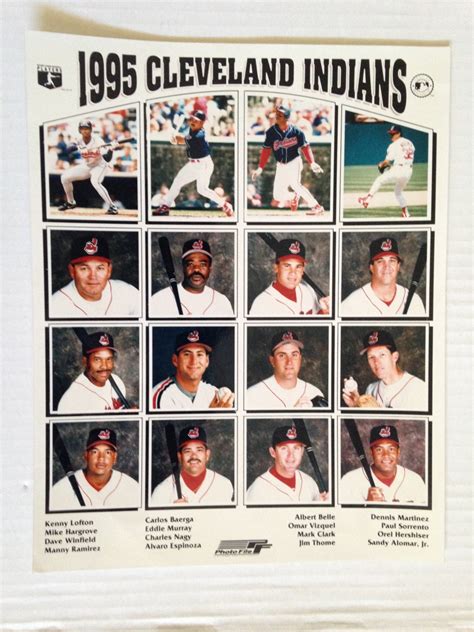 1995 CLEVELAND INDIANS
Kenny Lofton
Mike Hargrove
Dave Winfield
Manny Ramirez
Carlos Baerga
Eddie Murray
Charles Nagy
Alvaro Espinoza
Albert Belle
Omar Vizquel
Mark Clark
Jim Thome
Dennis Martinez
Paul Sorrento
Orel Hershiser
Sandy Alomar, Jr.
Photo File